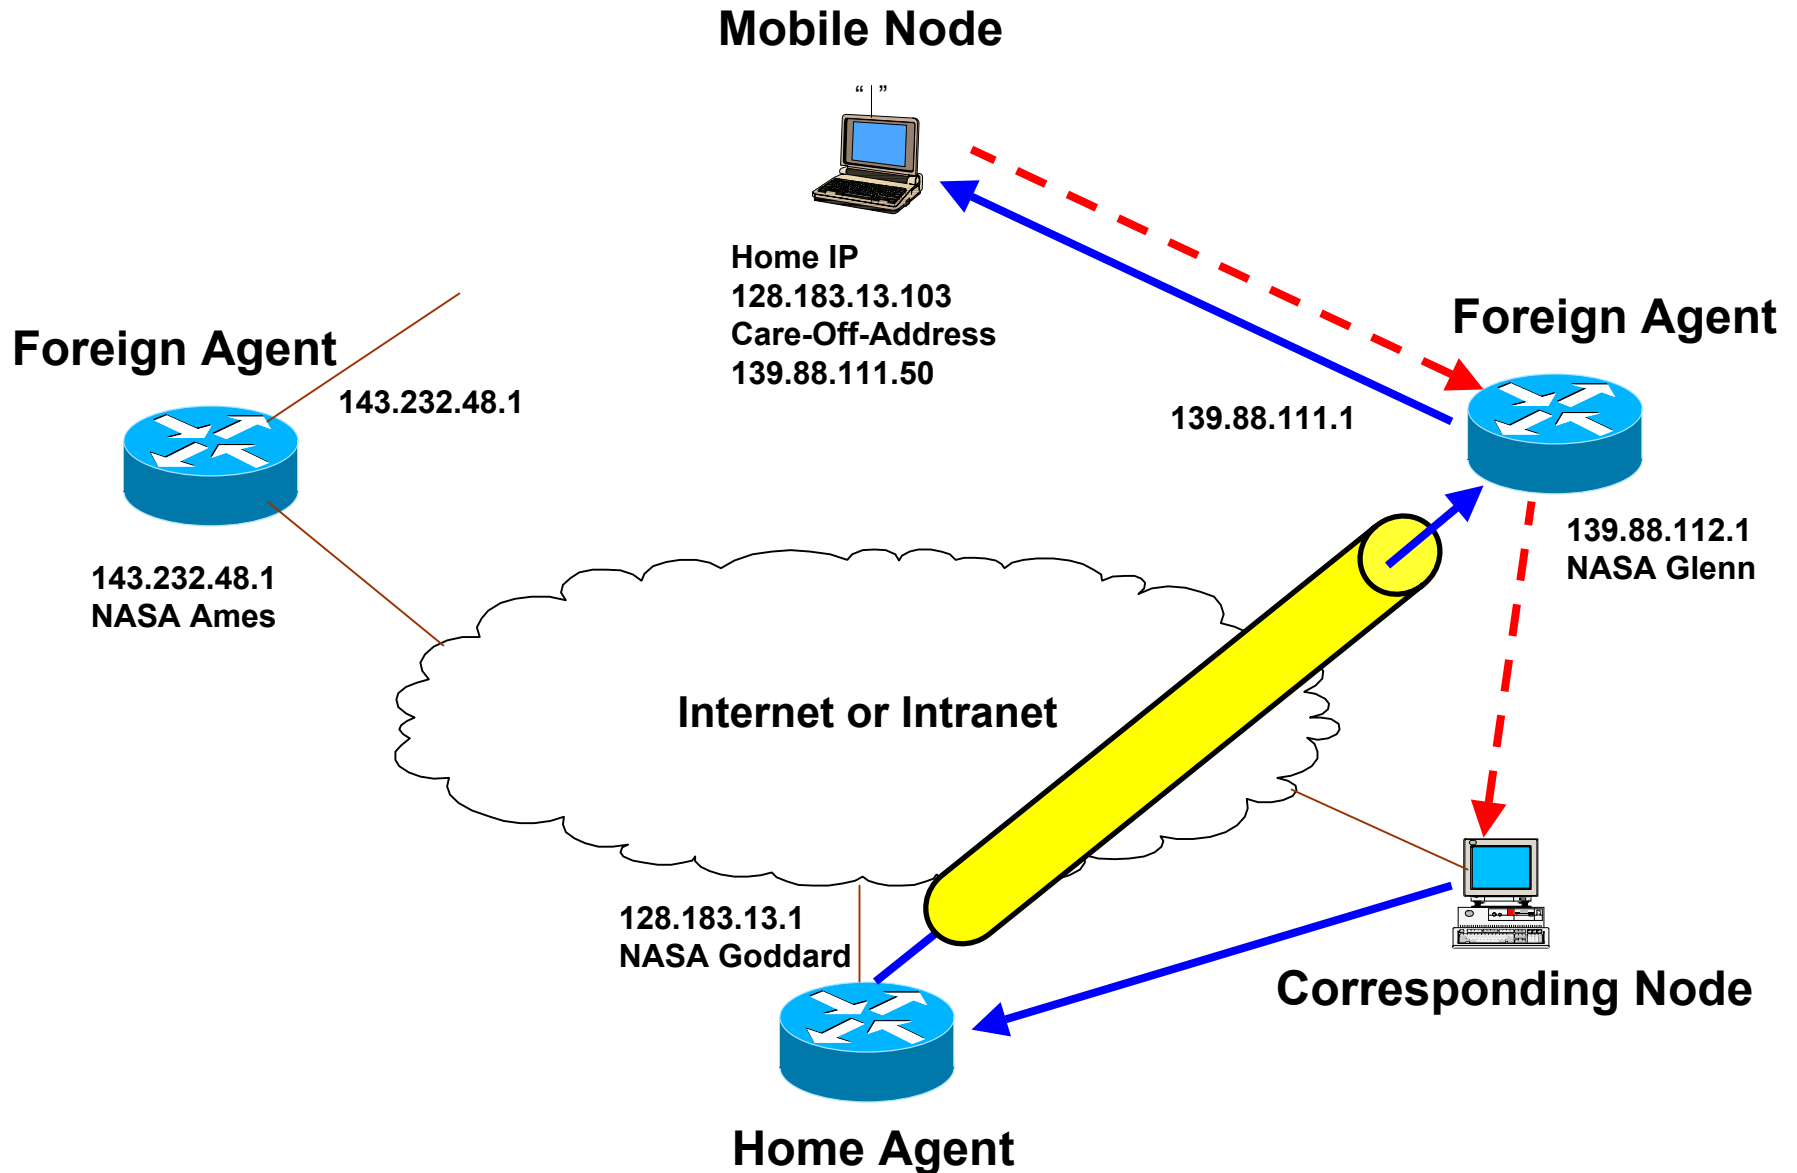 Mobile Node
“ ”
Home IP
128.183.13.103
Care-Off-Address
139.88.111.50
Foreign Agent
143.232.48.1
143.232.48.1
NASA Ames
Foreign Agent
139.88.111.1
139.88.112.1
NASA Glenn
Internet or Intranet
128.183.13.1
NASA Goddard
Corresponding Node
Home Agent